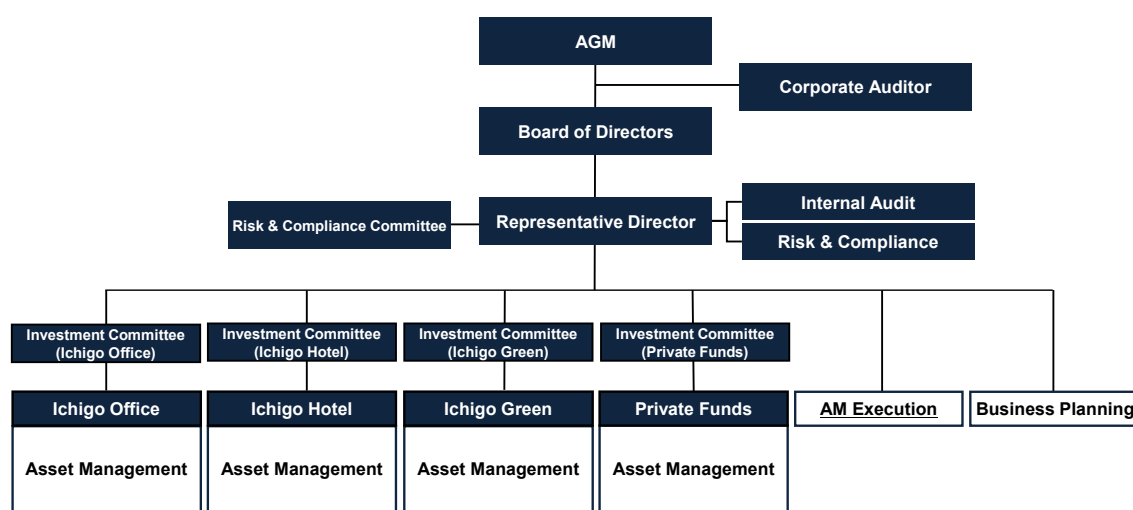 AGM
Corporate Auditor
Board of Directors
Internal Audit
Risk & Compliance Committee
Representative Director
Risk & Compliance
Investment Committee
(Ichigo Office)
Investment Committee
(Ichigo Hotel)
Investment Committee
(Ichigo Green)
Investment Committee
(Private Funds)
Ichigo Office
Ichigo Hotel
Ichigo Green
Private Funds
AM Execution
Business Planning
Asset Management
Asset Management
Asset Management
Asset Management